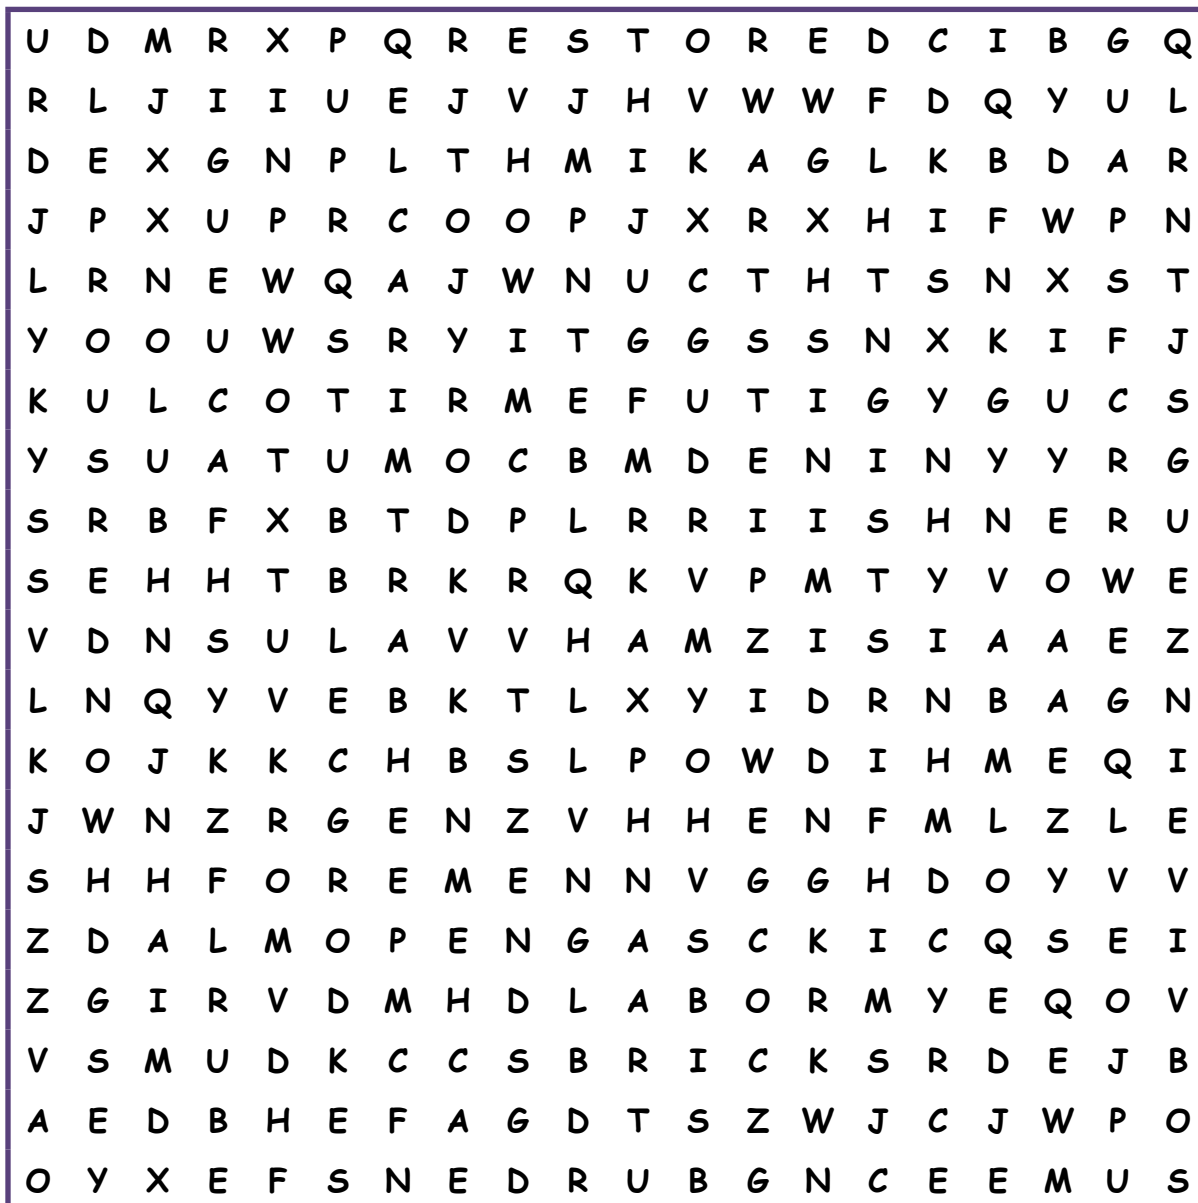 U D M R X P Q R E S T O R E D C I B G Q
R L J I I U E J V J H V W W F D Q Y U L
D E X G N P L T H M I K A G L K B D A R
J P X U P R C O O P J X R X H I F W P N
L R N E W Q A J W N U C T H T S N X S T
Y O O U W S R Y I T G G S S N X K I F J
K U L C O T I R M E F U T I G Y G U C S
Y S U A T U M O C B M D E N I N Y Y R G
S R B F X B T D P L R R I I S H N E R U
S E H H T B R K R Q K V P M T Y V O W E
V D N S U L A V V H A M Z I S I A A E Z
L N Q Y V E B K T L X Y I D R N B A G N
K O J K K C H B S L P O W D I H M E Q I
J W N Z R G E N Z V H H E N F M L Z L E
S H H F O R E M E N N V G G H D O Y V V
Z D A L M O P E N G A S C K I C Q S E I
Z G I R V D M H D L A B O R M Y E Q O V
V S M U D K C C S B R I C K S R D E J B
A E D B H E F A G D T S Z W J C J W P O
O Y X E F S N E D R U B G N C E E M U S